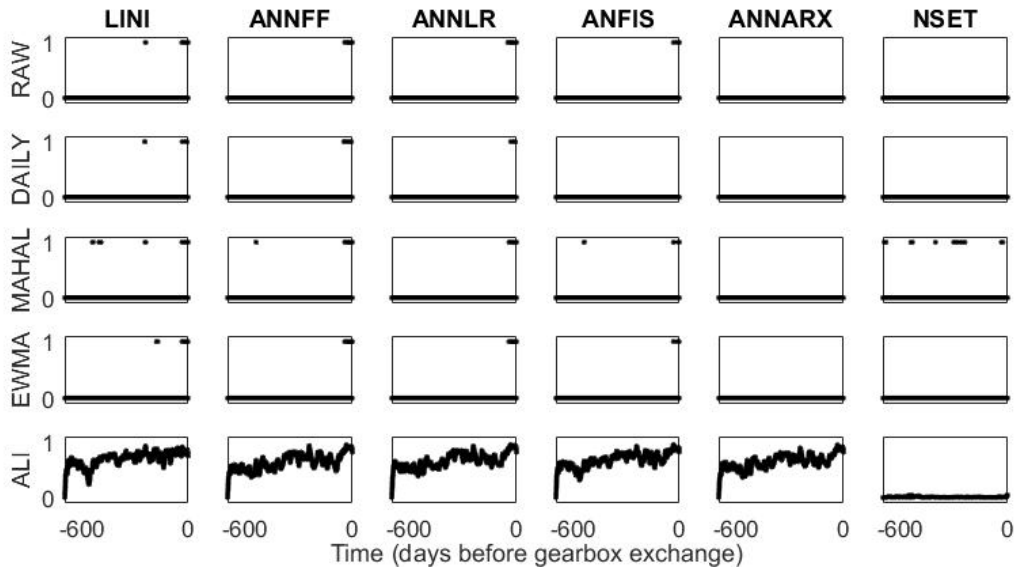 LINI ANNFF ANNLR ANFIS ANNARX NSET
RAW
1
0
DAILY
1
0
MAHAL
1
0
EWMA
1
0
ALI
1
0
-600 0 -600 0 -600 0 -600 0 -600 0 -600 0
Time (days before gearbox exchange)